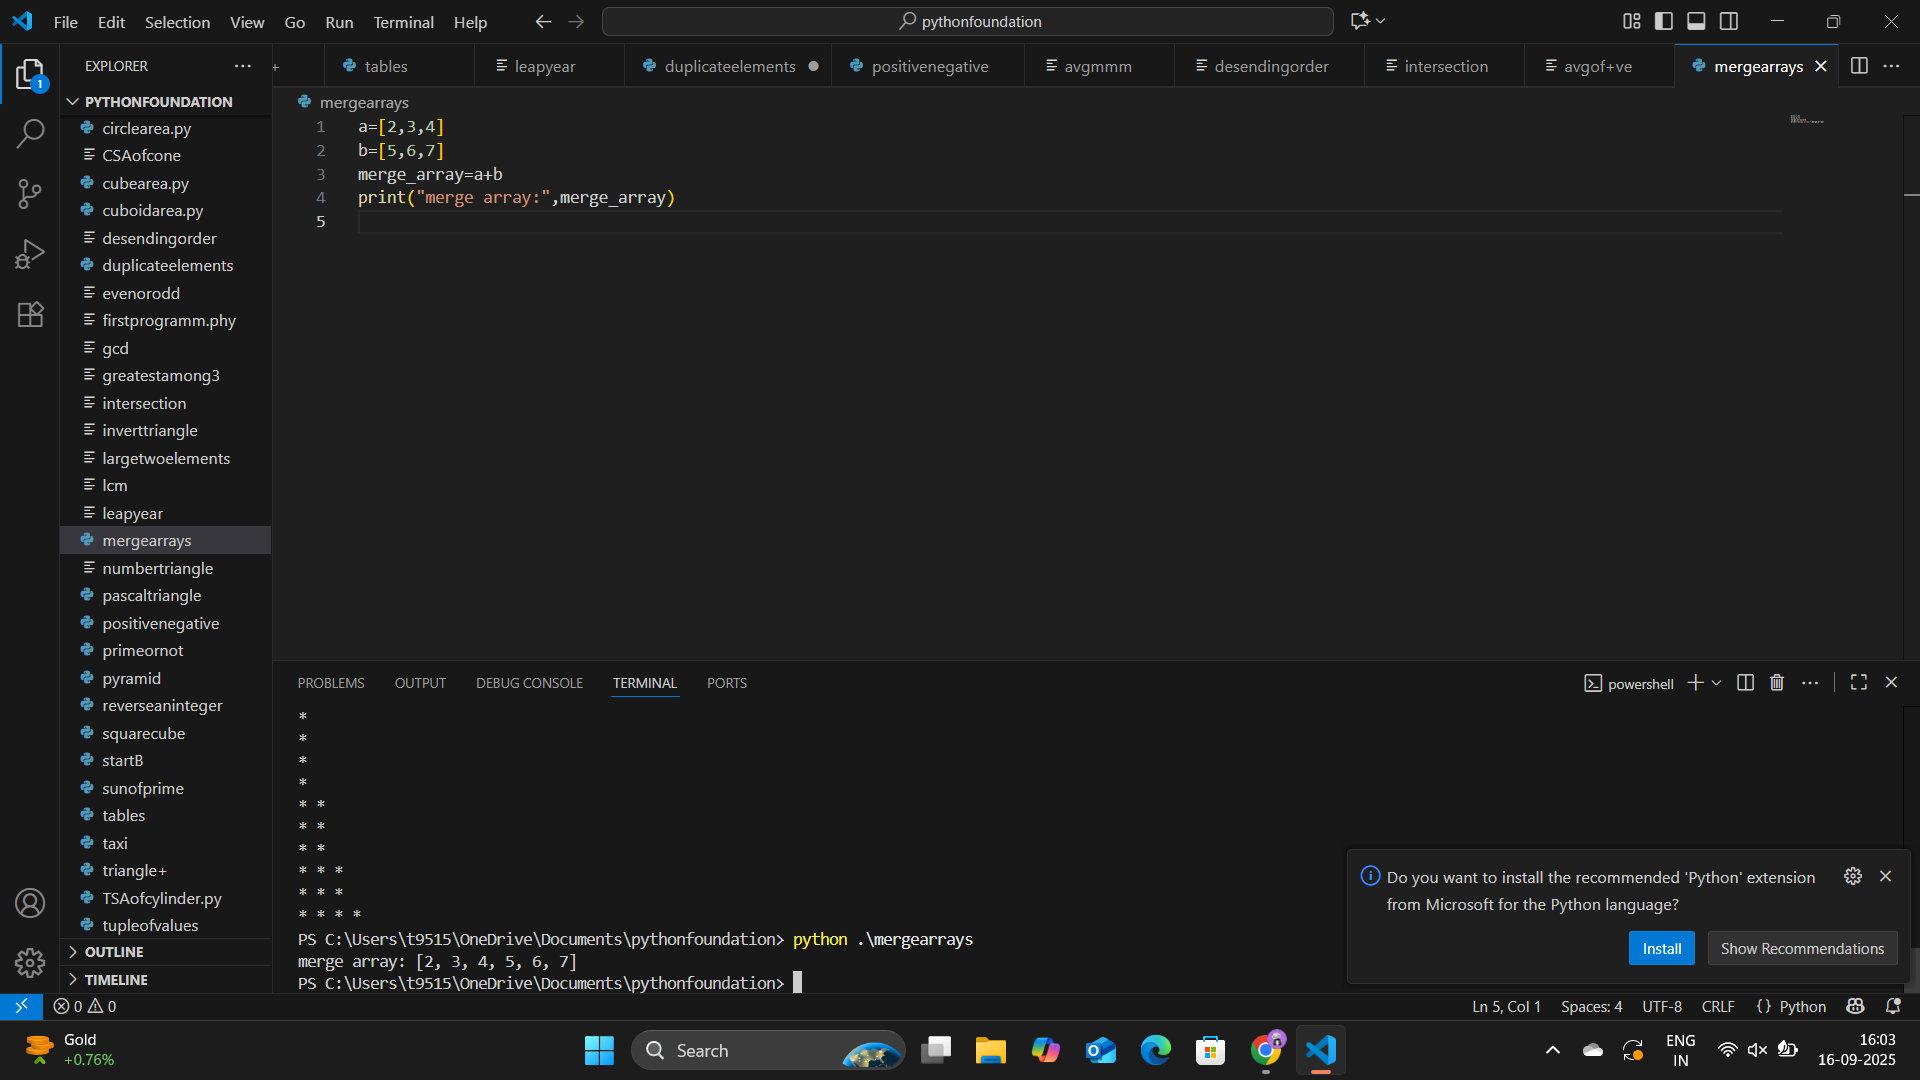 File Edit Selection View Go Run Terminal Help
pythonfoundation
1
EXPLORER
+
tables
leapyear
duplicateelements
positivenegative
avgmmm
desendingorder
intersection
avgof+ve
mergearrays
PYTHONFOUNDATION
circlearea.py
CSAofcone
cubearea.py
cuboidarea.py
desendingorder
duplicateelements
evenorodd
firstprogramm.phy
gcd
greatestamong3
intersection
inverttriangle
largetwoelements
lcm
leapyear
mergearrays
numbertriangle
pascaltriangle
positivenegative
primeornot
pyramid
reverseaninteger
squarecube
startB
sunofprime
tables
taxi
triangle+
TSAofcylinder.py
tupleofvalues
OUTLINE
TIMELINE
mergearrays
1 a=[2,3,4]
2 b=[5,6,7]
3 merge_array=a+b
4 print("merge array:",merge_array)
5
PROBLEMS OUTPUT DEBUG CONSOLE TERMINAL PORTS
powershell
*
*
*
*
* *
* *
* *
* * *
* * *
* * * *
PS C:\Users\t9515\OneDrive\Documents\pythonfoundation> python .\mergearrays
merge array: [2, 3, 4, 5, 6, 7]
PS C:\Users\t9515\OneDrive\Documents\pythonfoundation>
Do you want to install the recommended 'Python' extension
from Microsoft for the Python language?
Install
Show Recommendations
0 0
Ln 5, Col 1 Spaces: 4 UTF-8 CRLF {} Python
Gold
+0.76%
Search
ENG
IN
16:03
16-09-2025